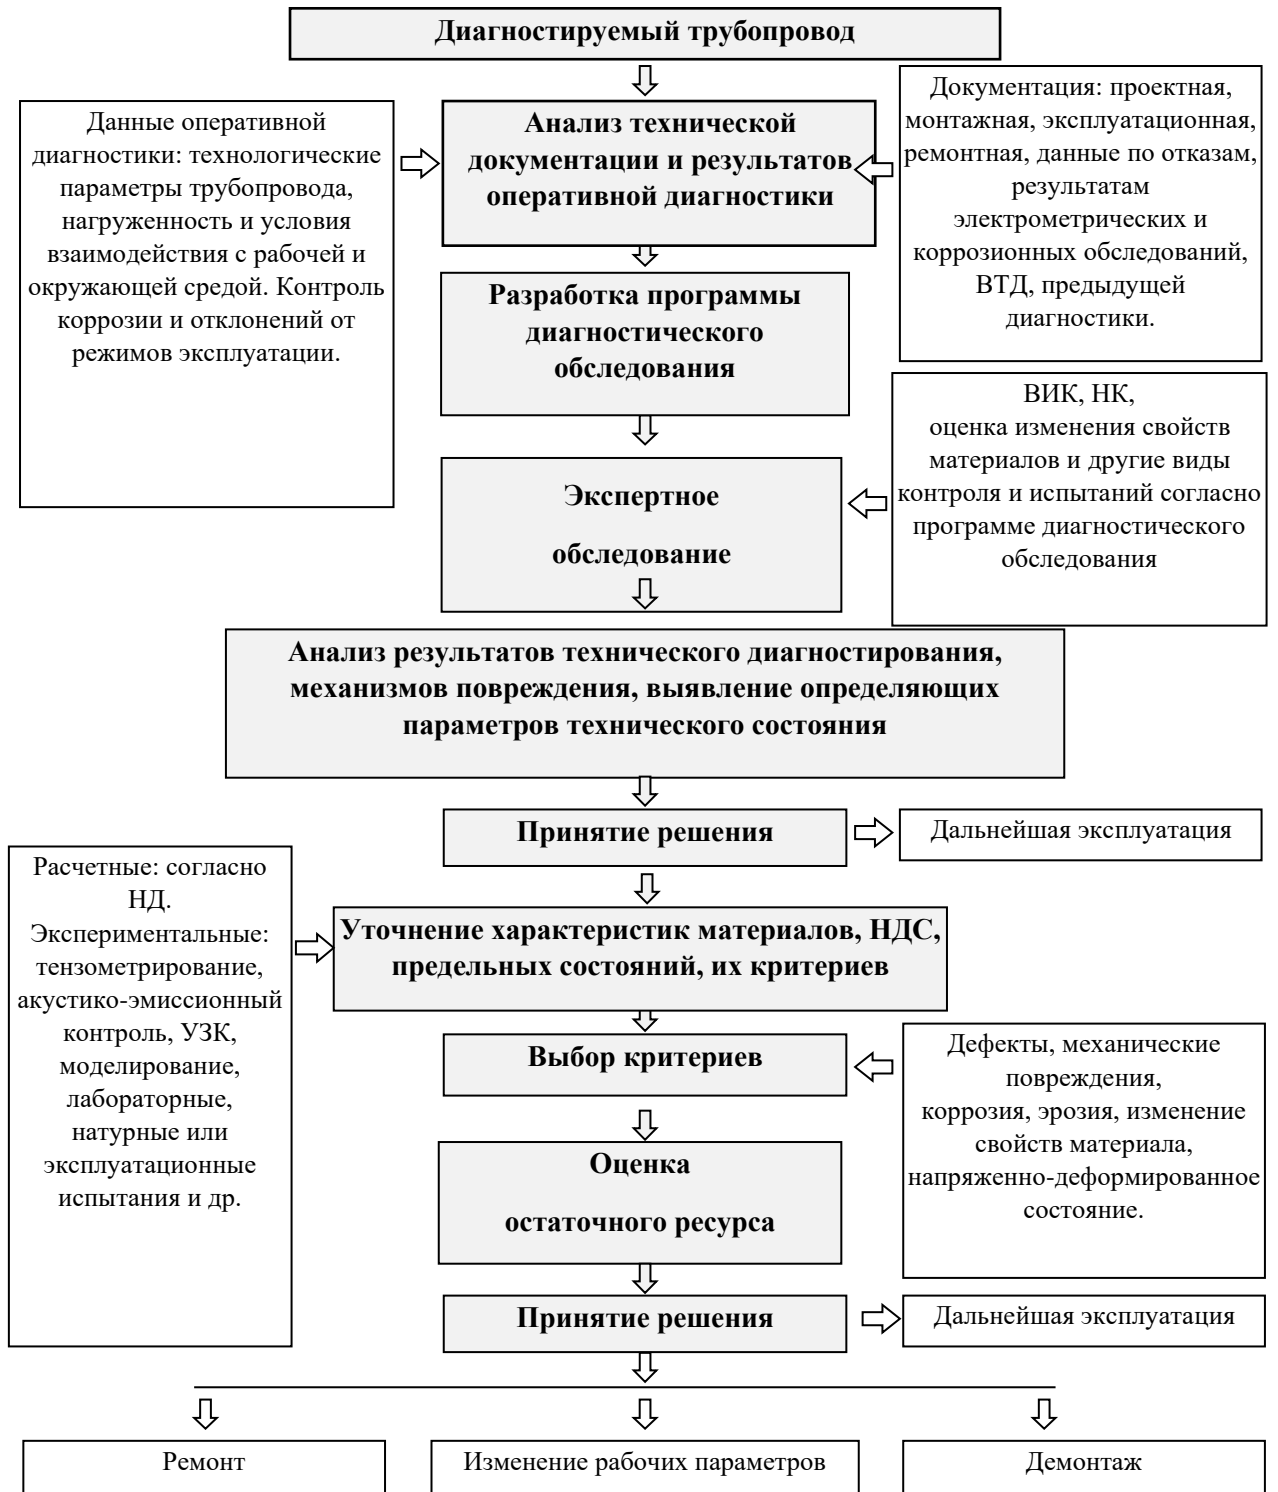 Диагностируемый трубопровод
Данные оперативной
диагностики: технологические
параметры трубопровода,
нагруженность и условия
взаимодействия с рабочей и
окружающей средой. Контроль
коррозии и отклонений от
режимов эксплуатации.
Анализ технической
документации и результатов
оперативной диагностики
Документация: проектная,
монтажная, эксплуатационная,
ремонтная, данные по отказам,
результатам
электрометрических и
коррозионных обследований,
ВТД, предыдущей
диагностики.
Разработка программы
диагностического
обследования
ВИК, НК,
оценка изменения свойств
материалов и другие виды
контроля и испытаний согласно
программе диагностического
обследования
Экспертное
обследование
Анализ результатов технического диагностирования,
механизмов повреждения, выявление определяющих
параметров технического состояния
Принятие решения
Дальнейшая эксплуатация
Расчетные: согласно
НД.
Экспериментальные:
тензометрирование,
акустико-эмиссионный
контроль, УЗК,
моделирование,
лабораторные,
натурные или
эксплуатационные
испытания и др.
Уточнение характеристик материалов, НДС,
предельных состояний, их критериев
Выбор критериев
Дефекты, механические
повреждения,
коррозия, эрозия, изменение
свойств материала,
напряженно-деформированное
состояние.
Оценка
остаточного ресурса
Принятие решения
Дальнейшая эксплуатация
Ремонт
Изменение рабочих параметров
Демонтаж